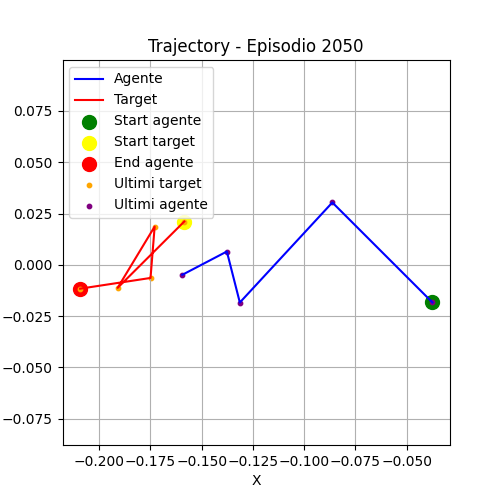 Trajectory - Episodio 2050
Agente
Target
Start agente
Start target
End agente
Ultimi target
Ultimi agente
0.075
0.050
0.025
0.000
−0.025
−0.050
−0.075
−0.200 −0.175 −0.150 −0.125 −0.100 −0.075 −0.050
X